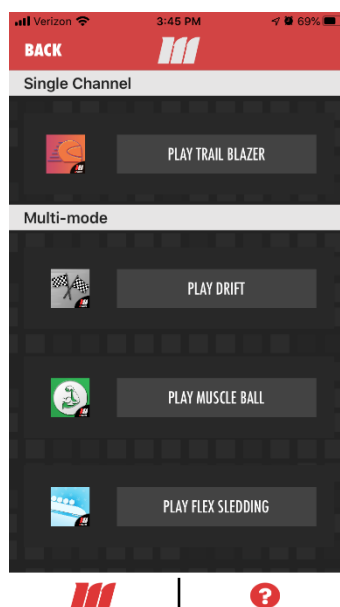 Verizon 3:45 PM 69%
BACK
Single Channel
PLAY TRAIL BLAZER
Multi-mode
PLAY DRIFT
PLAY MUSCLE BALL
PLAY FLEX SLEDDING
?